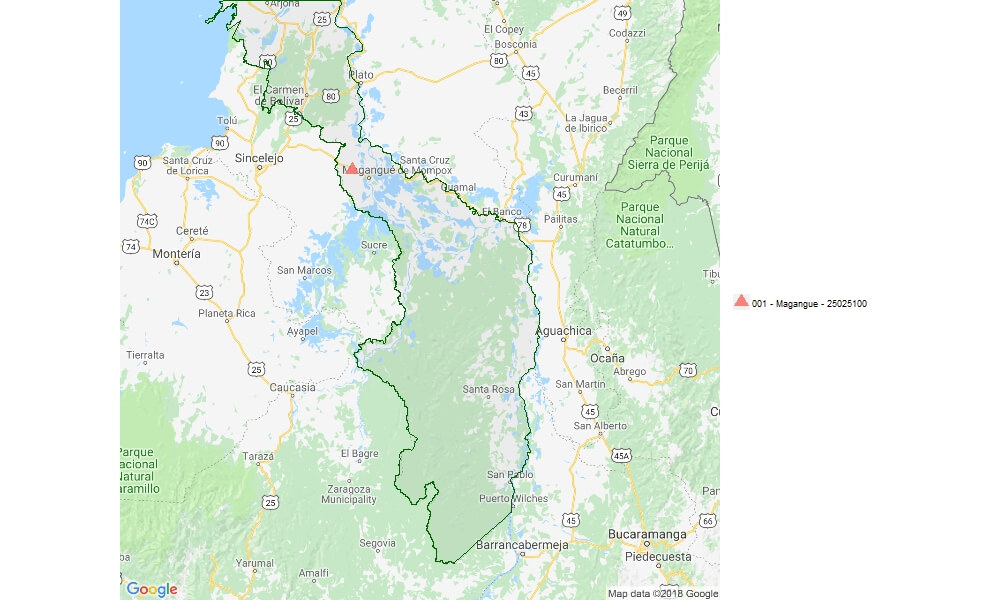 Arjona
25
49
El Copey
Codazzi
Bosconia
80
90
45
Plato
El Carmen
de Bolívar
80
Becerril
43
25
Tolú
La Jagua
de Ibirico
90
90
Parque
Nacional
Sierra de Perijá
Santa Cruz
de Lorica
Sincelejo
Santa Cruz
de Mompox
Magangué
Curumaní
Guamal
45
Parque
Nacional
Natural
Catatumbo...
El Banco
74C
78
Pailitas
Cereté
74
Montería
Sucre
San Marcos
Tibú
23
001 - Magangue - 25025100
Planeta Rica
Ayapel
Aguachica
Tierralta
Ocaña
25
Abrego
70
Caucasia
Santa Rosa
San Martin
45
San Alberto
Parque
Nacional
Natural
Paramillo
Tarazá
El Bagre
45A
San Pablo
Zaragoza
Municipality
Puerto Wilches
25
45
66
Bucaramanga
Segovia
Barrancabermeja
Piedecuesta
Yarumal
Amalfi
Google
Map data ©2018 Google